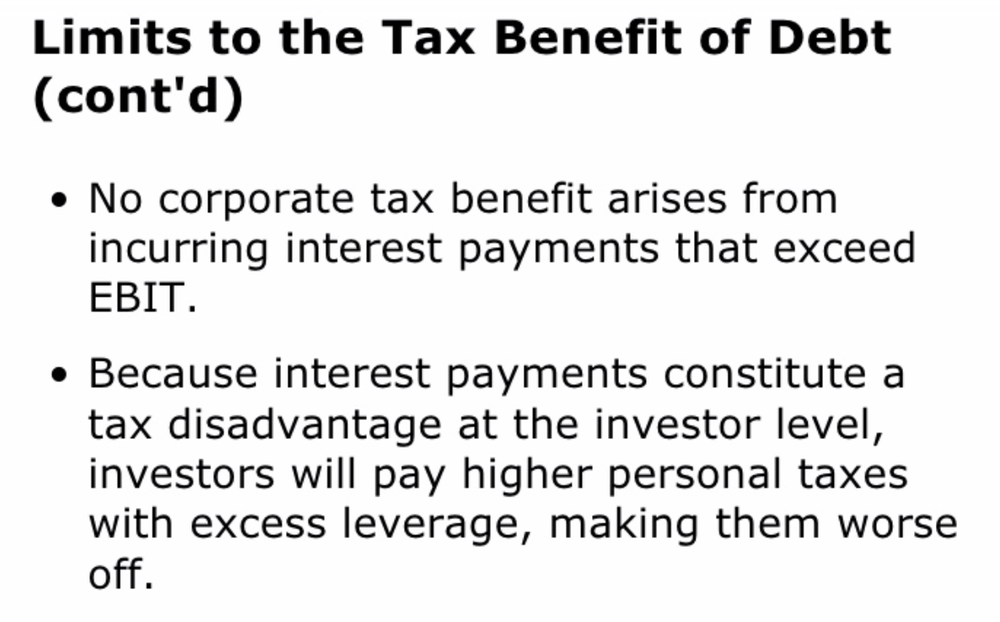 Limits to the Tax Benefit of Debt
(cont'd)
• No corporate tax benefit arises from
incurring interest payments that exceed
EBIT.
• Because interest payments constitute a
tax disadvantage at the investor level,
investors will pay higher personal taxes
with excess leverage, making them worse
off.